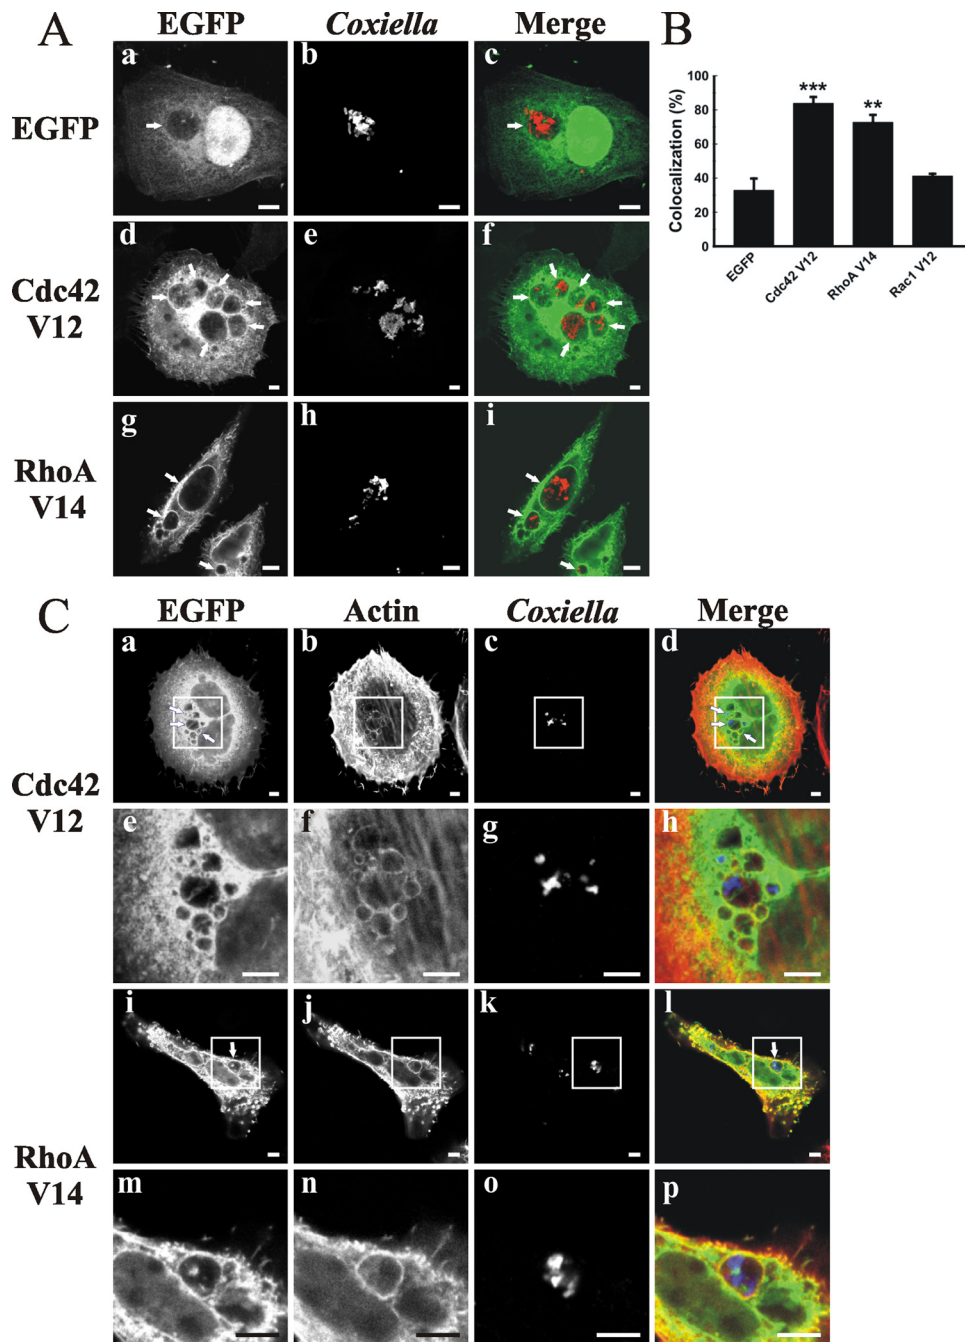 A
EGFP
Coxiella
Merge
B
EGFP
a
b
c
Cdc42
V12
d
e
f
RhoA
V14
g
h
i
Colocalization (%)
100
80
60
40
20
0
***
**
EGFP
Cdc42 V12
RhoA V14
Rac1 V12
C
EGFP
Actin
Coxiella
Merge
Cdc42
V12
a
b
c
d
e
f
g
h
RhoA
V14
i
j
k
l
m
n
o
p